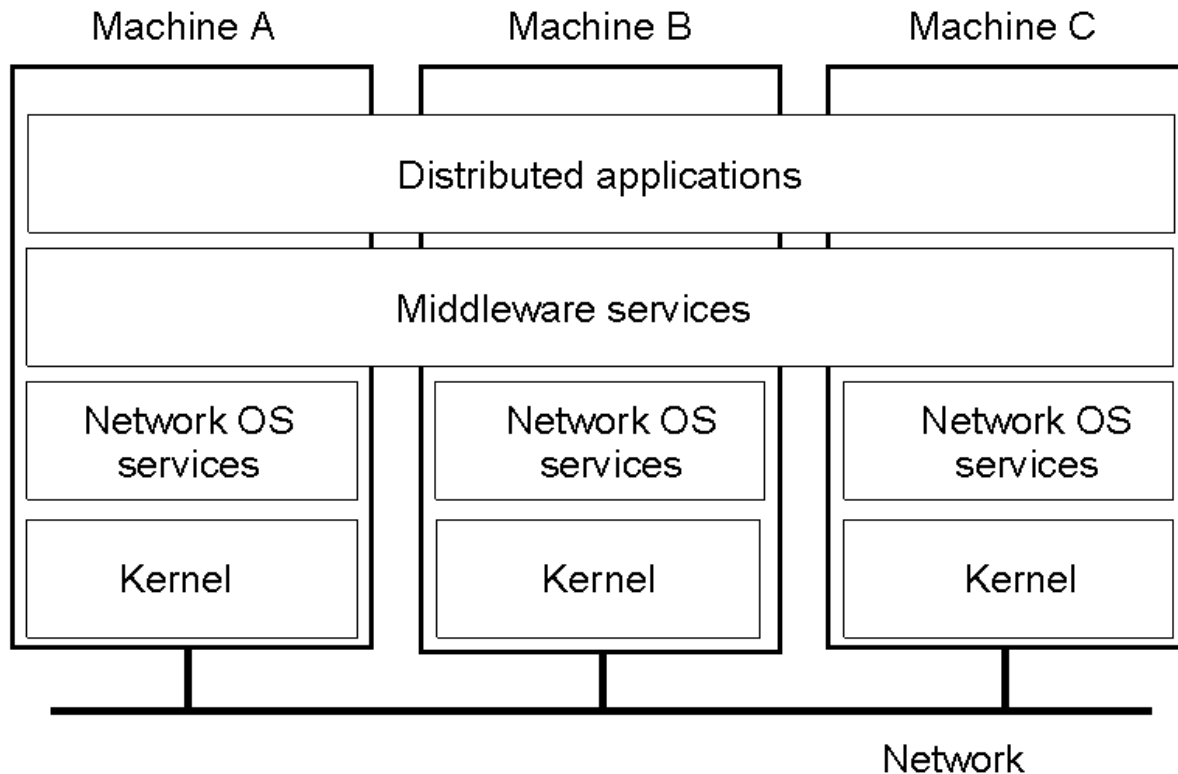 Machine A
Machine B
Machine C
Distributed applications
Middleware services
Network OS
services
Network OS
services
Network OS
services
Kernel
Kernel
Kernel
Network